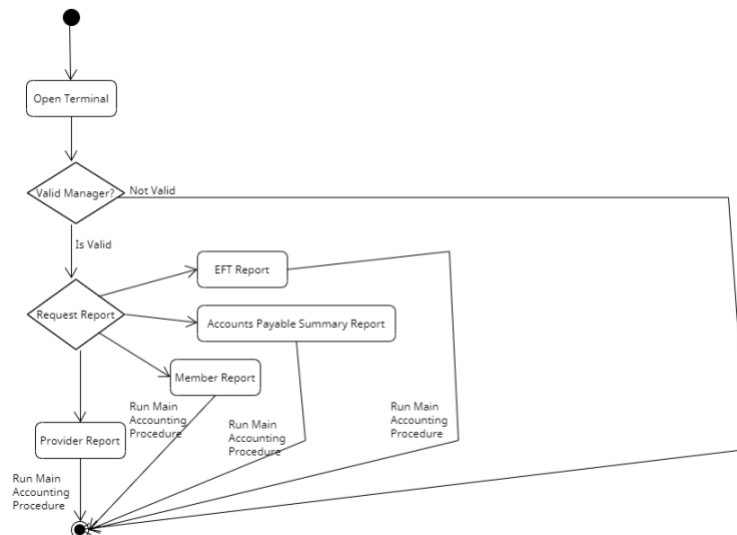 Open Terminal
Valid Manager?
Not Valid
Is Valid
EFT Report
Request Report
Accounts Payable Summary Report
Member Report
Run Main
Accounting
Procedure
Run Main
Accounting
Procedure
Run Main
Accounting
Procedure
Provider Report
Run Main
Accounting
Procedure